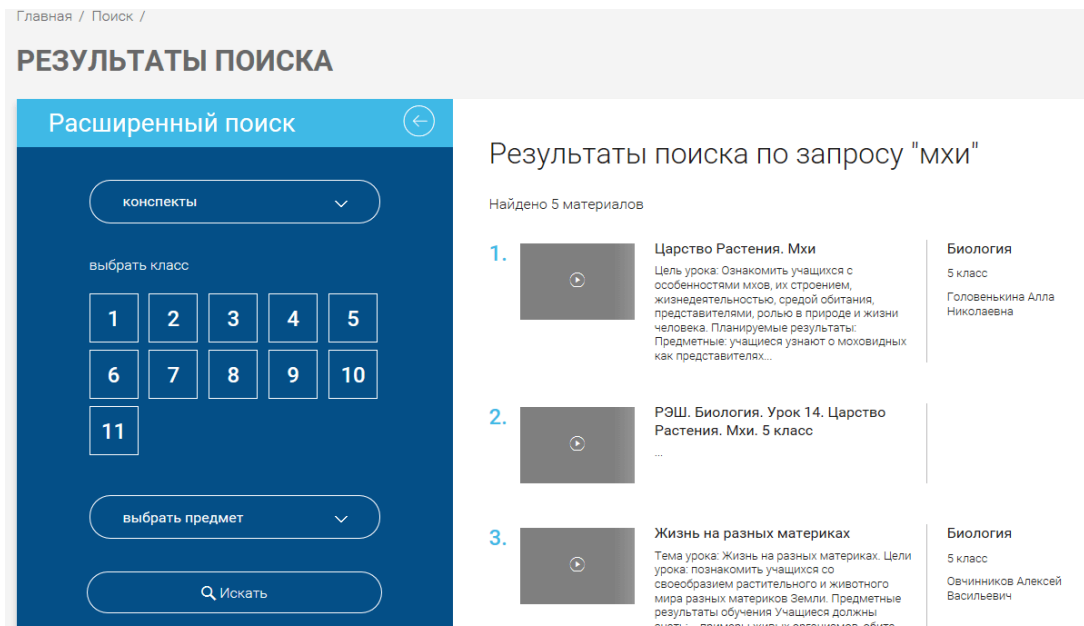 Главная / Поиск /
РЕЗУЛЬТАТЫ ПОИСКА
Расширенный поиск
конспекты
выбрать класс
1 2 3 4 5
6 7 8 9 10
11
выбрать предмет
Искать
Результаты поиска по запросу "мхи"
Найдено 5 материалов
1.
Царство Растения. Мхи
Цель урока: Ознакомить учащихся с
особенностями мхов, их строением,
жизнедеятельностью, средой обитания,
представителями, ролью в природе и жизни
человека. Планируемые результаты:
Предметные: учащиеся узнают о моховидных
как представителях...
Биология
5 класс
Головенькина Алла
Николаевна
2.
РЭШ. Биология. Урок 14. Царство
Растения. Мхи. 5 класс
...
3.
Жизнь на разных материках
Тема урока: Жизнь на разных материках. Цели
урока: познакомить учащихся со
своеобразием растительного и животного
мира разных материков Земли. Предметные
результаты обучения Учащиеся должны
Биология
5 класс
Овчинников Алексей
Васильевич